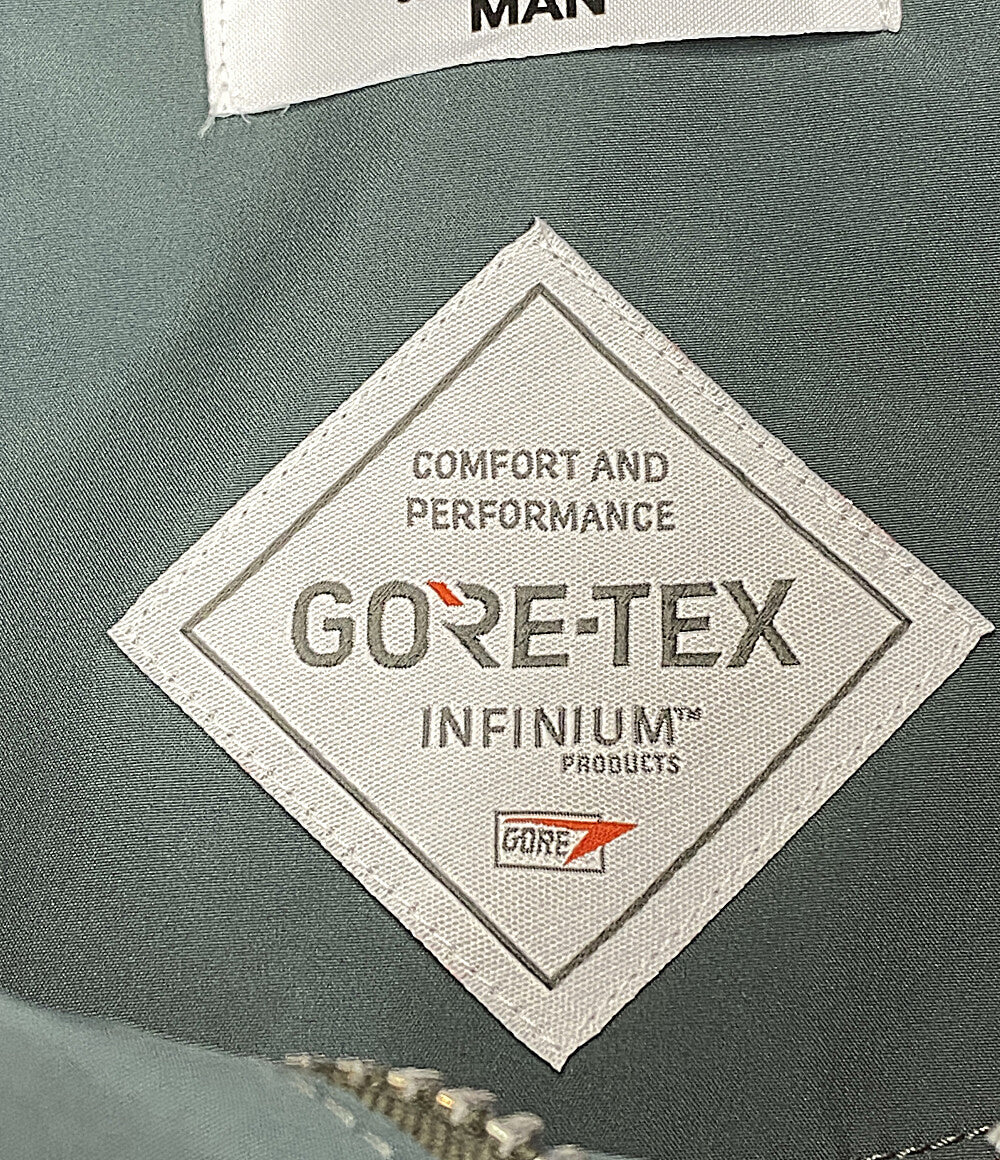 MAN
COMFORT AND
PERFORMANCE
GORE-TEX
INFINIUM™
PRODUCTS
GORE